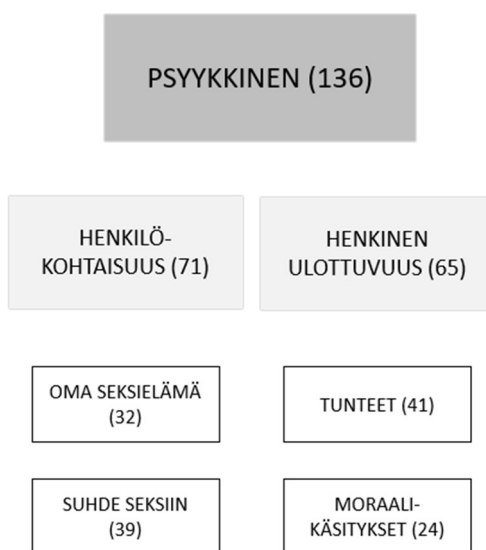 PSYYKKINEN (136)
HENKILÖ-
KOHTAISUUS (71)
HENKINEN
ULOTTUVUUS (65)
OMA SEKSIELÄMÄ
(32)
TUNTEET (41)
SUHDE SEKSIIN
(39)
MORAALI-
KÄSITYKSET (24)